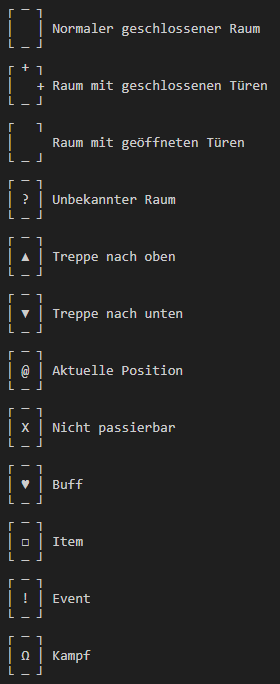 ┌ ─ ┐
│   │ Normaler geschlossener Raum
└ ─ ┘
┌ + ┐
│   + Raum mit geschlossenen Türen
└ ─ ┘
┌   ┐
│     Raum mit geöffneten Türen
└ ─ ┘
┌ ─ ┐
│ ? │ Unbekannter Raum
└ ─ ┘
┌ ─ ┐
│ ▲ │ Treppe nach oben
└ ─ ┘
┌ ─ ┐
│ ▼ │ Treppe nach unten
└ ─ ┘
┌ ─ ┐
│ @ │ Aktuelle Position
└ ─ ┘
┌ ─ ┐
│ X │ Nicht passierbar
└ ─ ┘
┌ ─ ┐
│ ♥ │ Buff
└ ─ ┘
┌ ─ ┐
│ □ │ Item
└ ─ ┘
┌ ─ ┐
│ ! │ Event
└ ─ ┘
┌ ─ ┐
│ Ω │ Kampf
└ ─ ┘